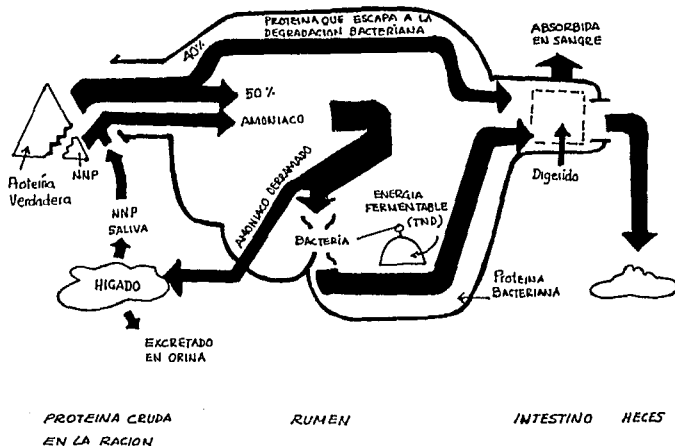 PROTEINA QUE ESCAPA A LA
DEGRADACION BACTERIANA
40%
ABSORBIDA
EN SANGRE
50 %
AMONIACO
NNP
Proteína
Verdadera
Digerido
NNP
SALIVA
AMONIACO DERRAMADO
ENERGIA
FERMENTABLE
(TND)
BACTERÍA
HIGADO
Proteina
Bacteriana
EXCRETADO
EN ORINA
PROTEINA CRUDA
EN LA RACION
RUMEN
INTESTINO
HECES